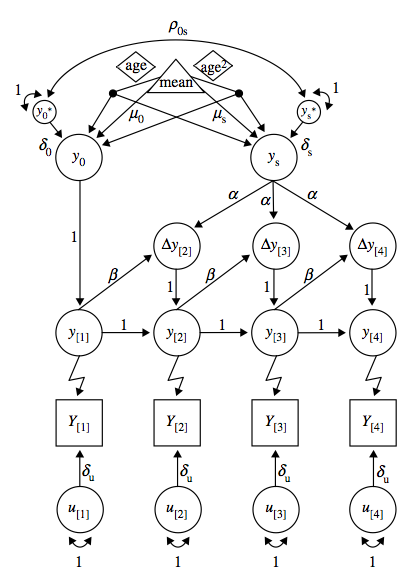 ρ₀ₛ
age mean age²
1 1
y₀* yₛ*
μ₀ μₛ
δ₀ δₛ
y₀ yₛ
α α α
1 Δy[2] Δy[3] Δy[4]
β 1 β 1 β 1
y[1] 1 y[2] 1 y[3] 1 y[4]
Y[1] Y[2] Y[3] Y[4]
δᵤ δᵤ δᵤ δᵤ
u[1] u[2] u[3] u[4]
1 1 1 1